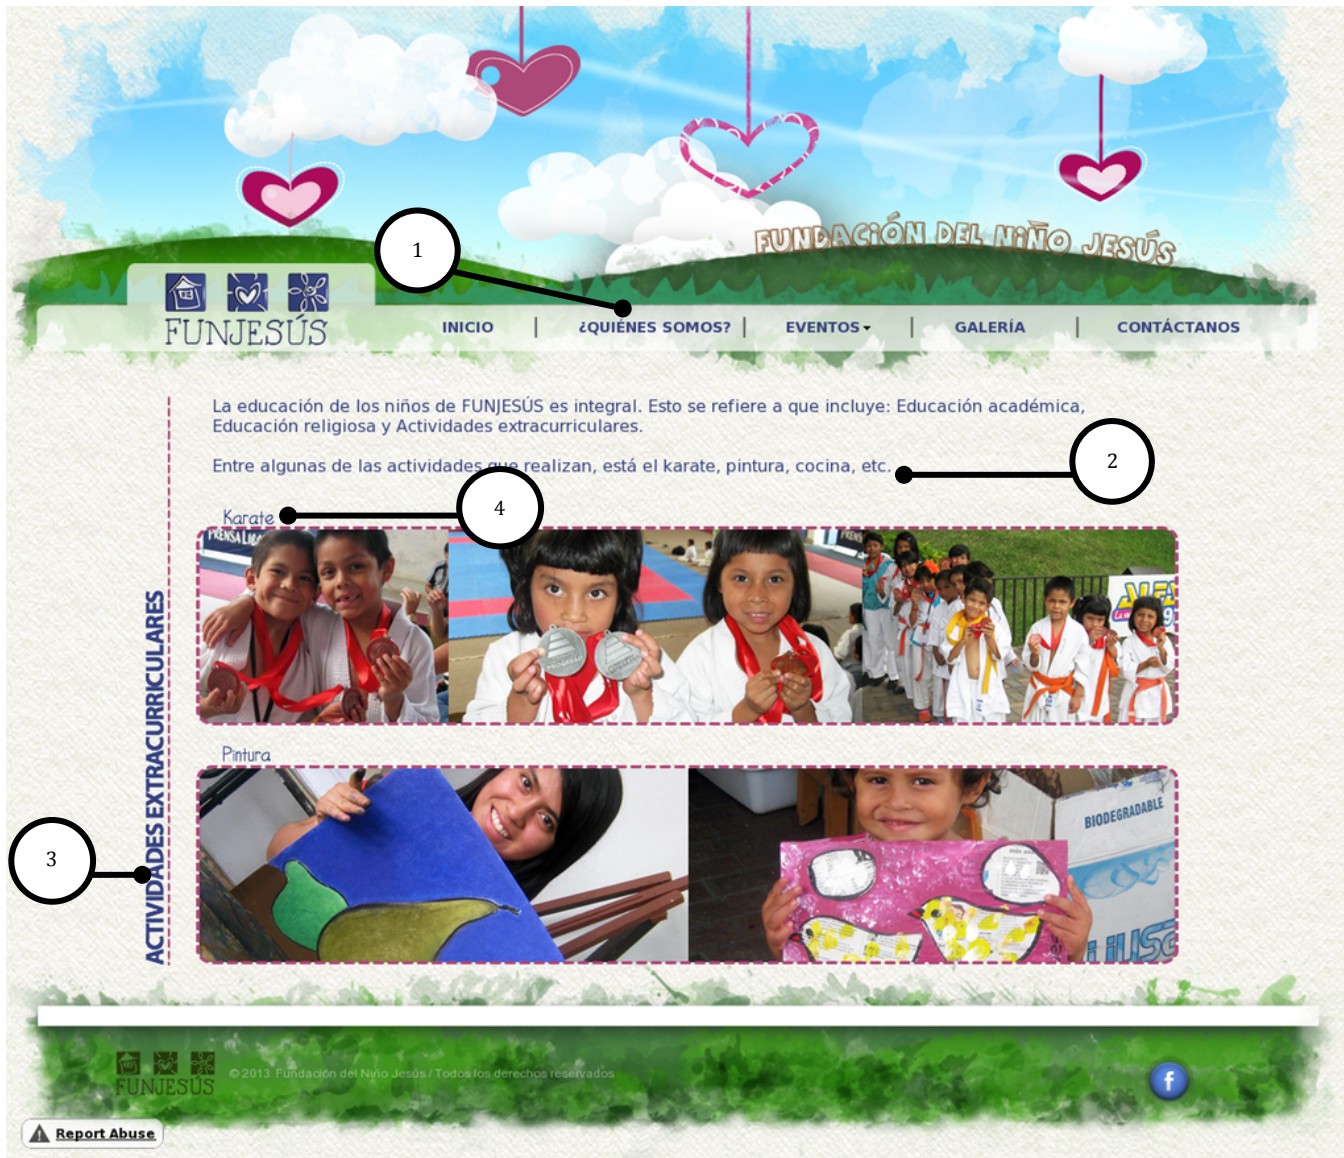 FUNDACIÓN DEL NIÑO JESÚS
1
FUNJESÚS
INICIO | ¿QUIÉNES SOMOS? | EVENTOS | GALERÍA | CONTÁCTANOS
La educación de los niños de FUNJESÚS es integral. Esto se refiere a que incluye: Educación académica,
Educación religiosa y Actividades extracurriculares.
Entre algunas de las actividades que realizan, está el karate, pintura, cocina, etc.
2
4
Karate
PRENSA LIBRE
Pintura
BIODEGRADABLE
ACTIVIDADES EXTRACURRICULARES
3
FUNJESÚS
© 2013 Fundación del Niño Jesús / Todos los derechos reservados
f
Report Abuse